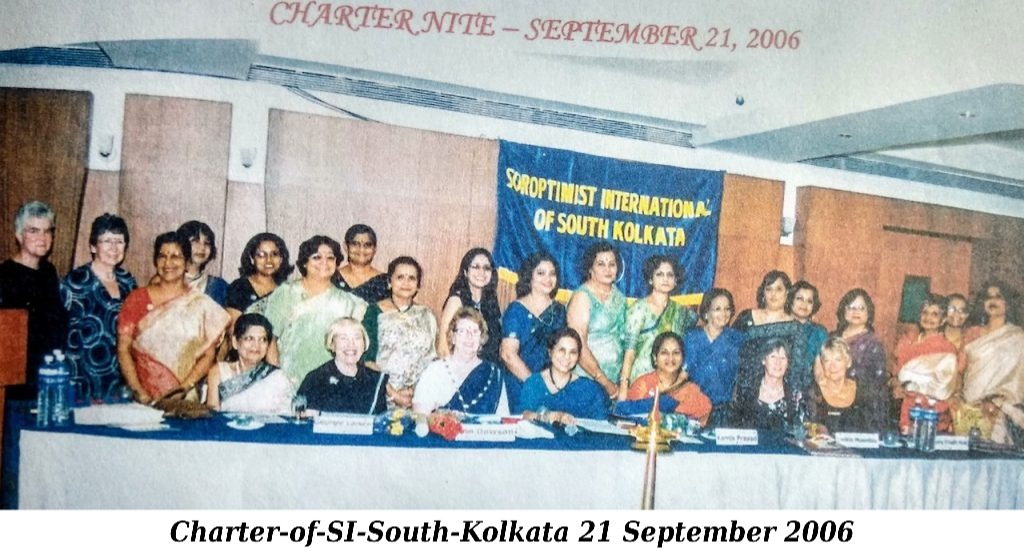 CHARTER NITE – SEPTEMBER 21, 2006
SOROPTIMIST INTERNATIONAL
OF SOUTH KOLKATA
Charter-of-SI-South-Kolkata 21 September 2006